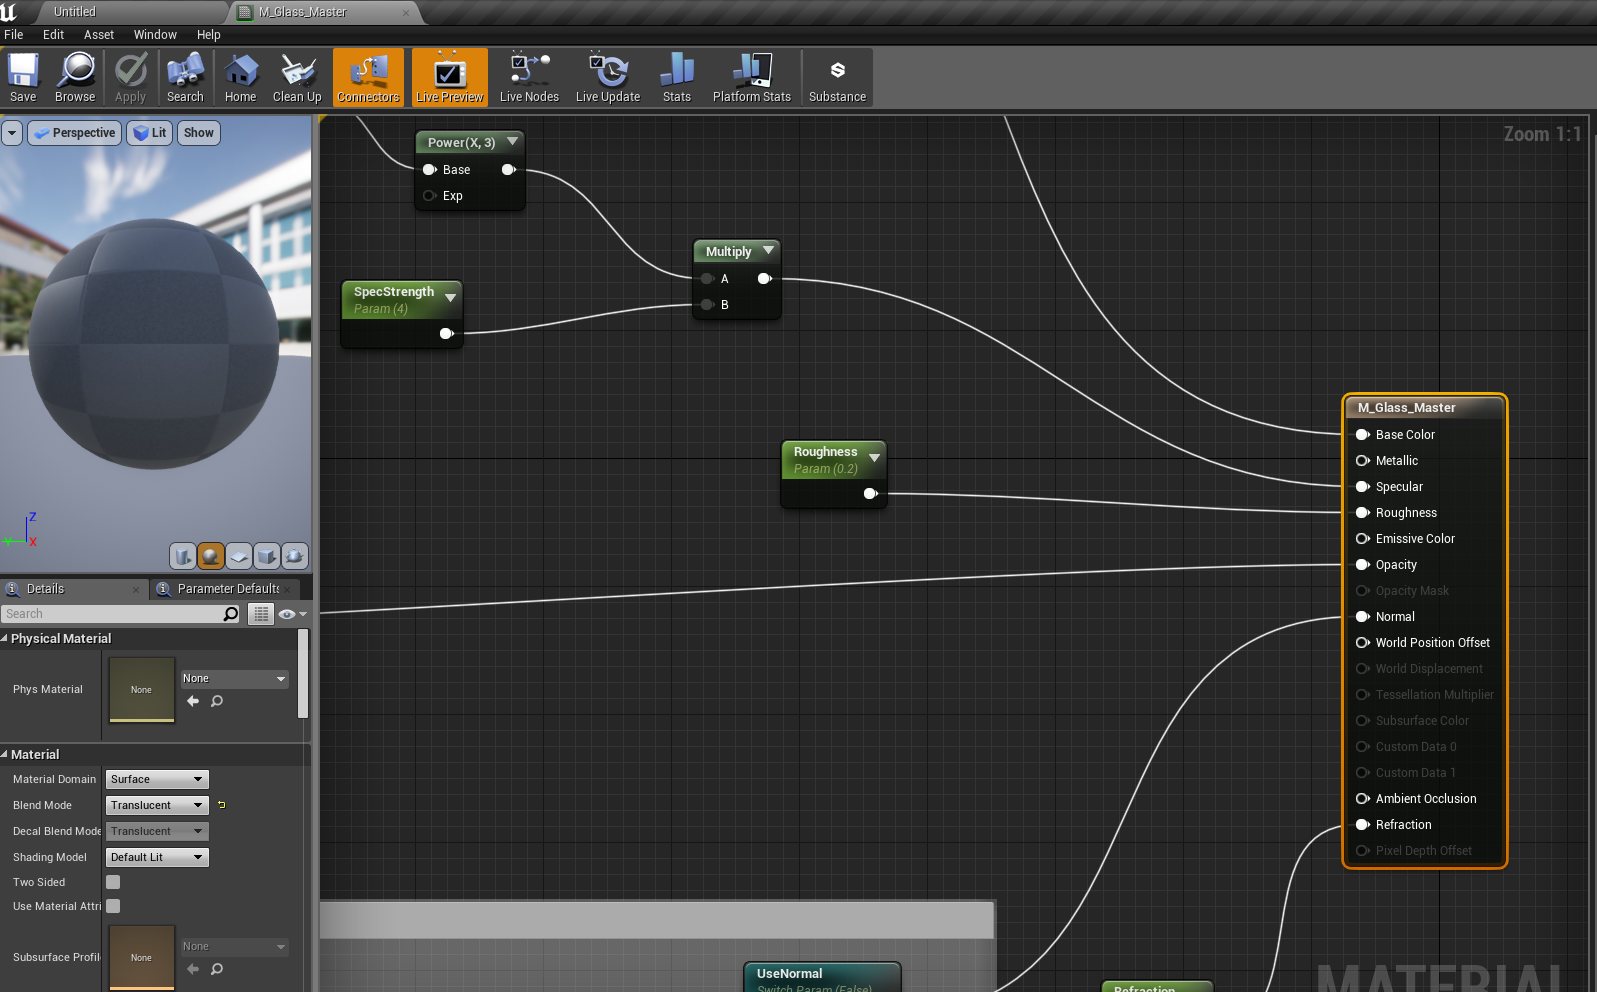 Untitled
M_Glass_Master
File Edit Asset Window Help
Save Browse Apply Search Home Clean Up Connectors Live Preview Live Nodes Live Update Stats Platform Stats Substance
Perspective Lit Show
Zoom 1:1
Power(X, 3)
Base
Exp
Multiply
A
B
SpecStrength
Param (4)
Roughness
Param (0.2)
M_Glass_Master
Base Color
Metallic
Specular
Roughness
Emissive Color
Opacity
Opacity Mask
Normal
World Position Offset
World Displacement
Tessellation Multiplier
Subsurface Color
Custom Data 0
Custom Data 1
Ambient Occlusion
Refraction
Pixel Depth Offset
Z
Y
X
Details
Parameter Defaults
Search
Physical Material
Phys Material None None
Material
Material Domain Surface
Blend Mode Translucent
Decal Blend Mode Translucent
Shading Model Default Lit
Two Sided
Use Material Attri
Subsurface Profil None None
UseNormal
Switch Param (False)
Refraction
MATERIAL